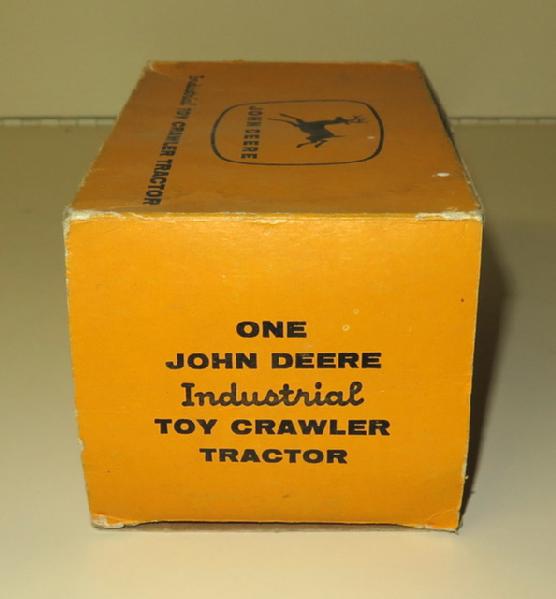 Industrial TOY CRAWLER TRACTOR
JOHN DEERE
ONE
JOHN DEERE
Industrial
TOY CRAWLER
TRACTOR